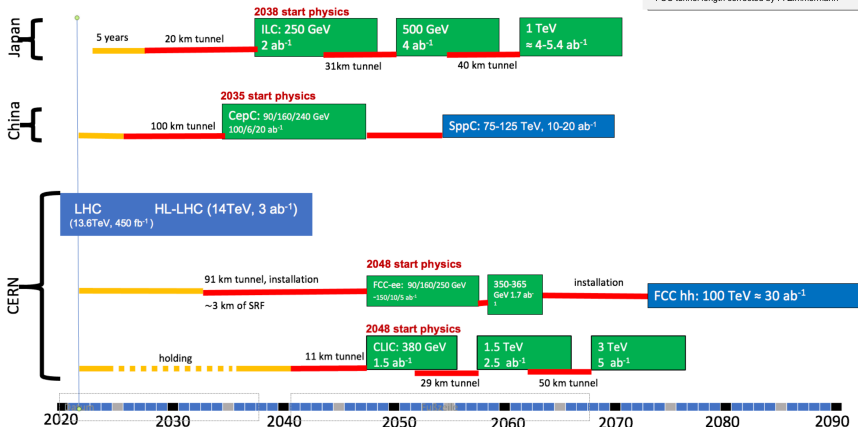 2038 start physics
Japan
5 years
20 km tunnel
ILC: 250 GeV
2 ab-1
31km tunnel
500 GeV
4 ab-1
40 km tunnel
1 TeV
≈ 4-5.4 ab-1
2035 start physics
China
100 km tunnel
CepC: 90/160/240 GeV
100/6/20 ab-1
SppC: 75-125 TeV, 10-20 ab-1
CERN
LHC HL-LHC (14TeV, 3 ab-1)
(13.6TeV, 450 fb-1)
2048 start physics
91 km tunnel, installation
~3 km of SRF
FCC-ee: 90/160/250 GeV
~150/10/5 ab-1
350-365
GeV 1.7 ab-
1
installation
FCC hh: 100 TeV ≈ 30 ab-1
2048 start physics
holding
11 km tunnel
CLIC: 380 GeV
1.5 ab-1
29 km tunnel
1.5 TeV
2.5 ab-1
50 km tunnel
3 TeV
5 ab-1
2020 2030 2040 2050 2060 2070 2080 2090